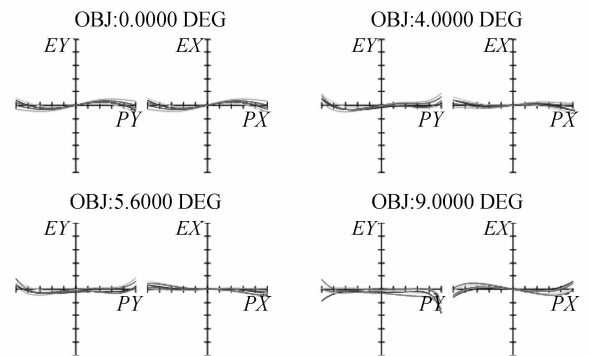 OBJ:0.0000 DEG
EY
EX
PY
PX
OBJ:4.0000 DEG
EY
EX
PY
PX
OBJ:5.6000 DEG
EY
EX
PY
PX
OBJ:9.0000 DEG
EY
EX
PY
PX